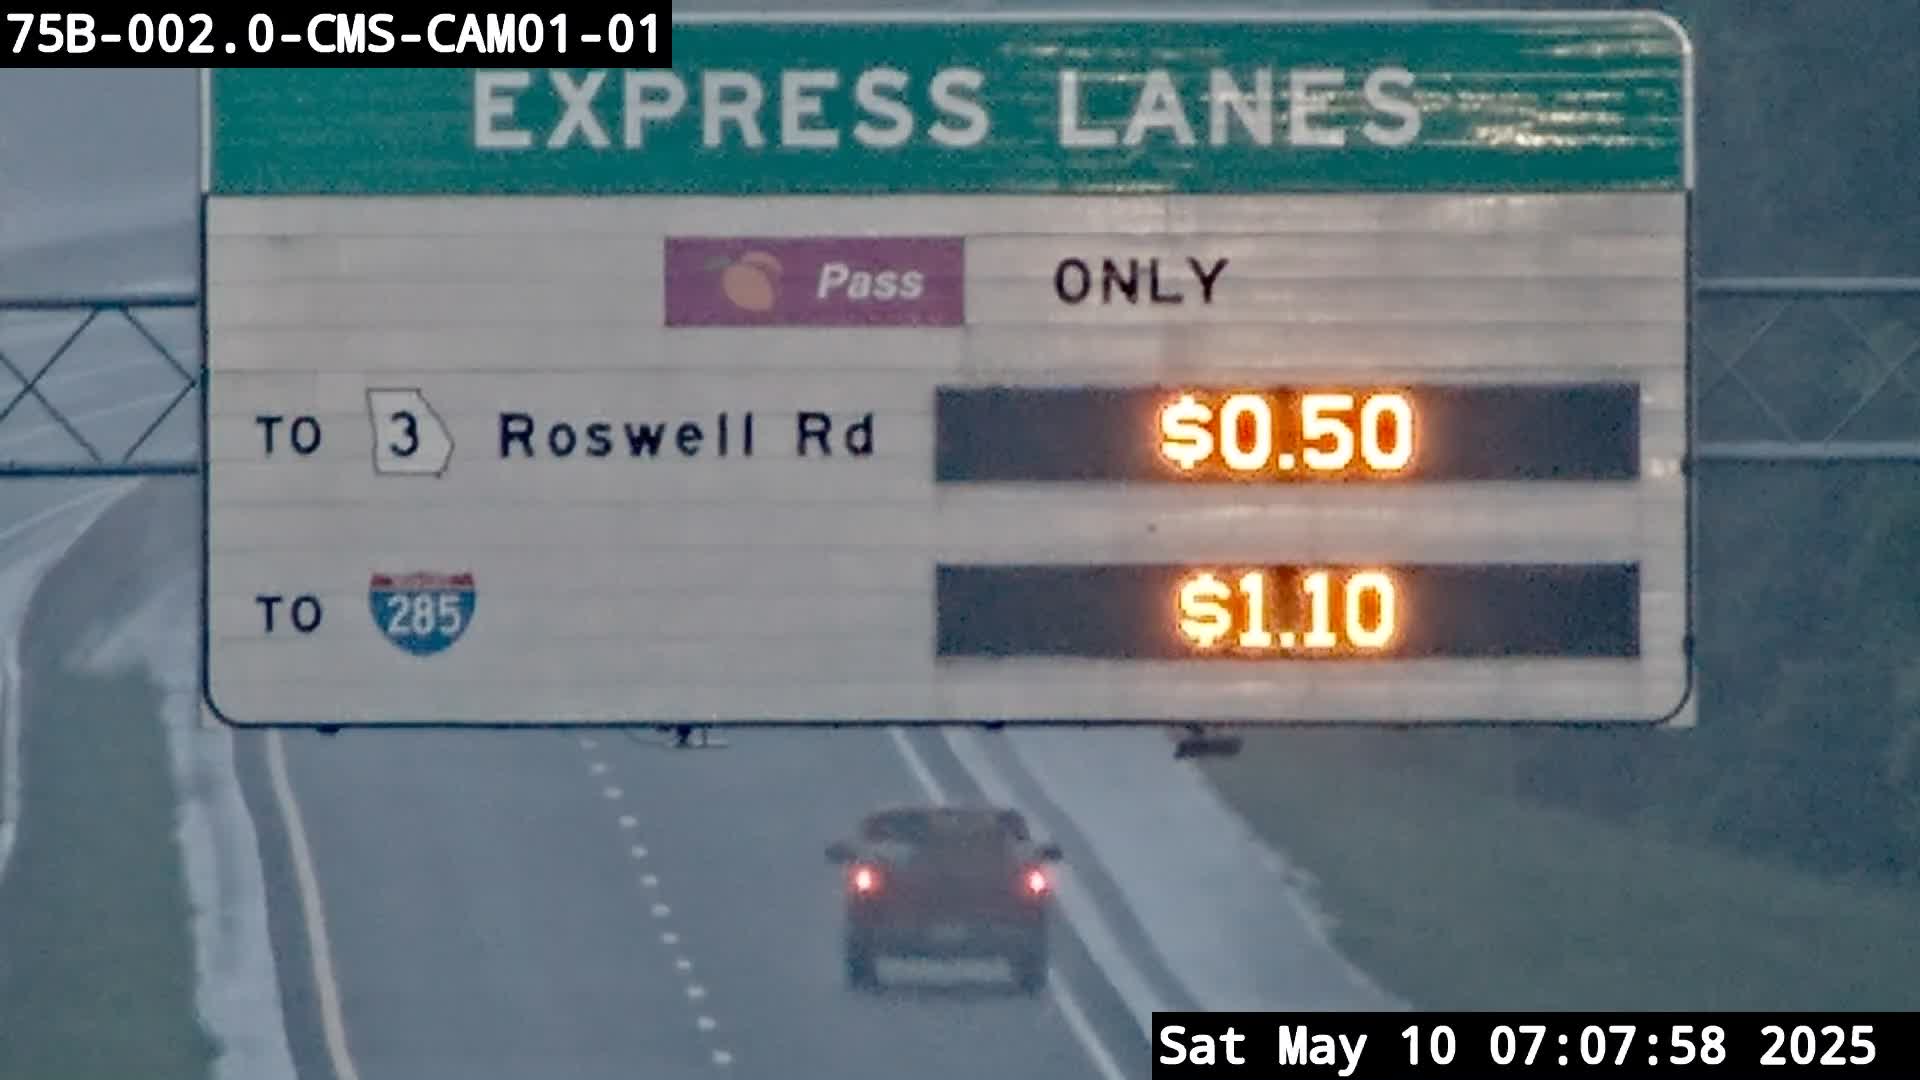 75B-002.0-CMS-CAM01-01
EXPRESS LANES
Pass ONLY
TO 3 Roswell Rd $0.50
TO 285 $1.10
Sat May 10 07:07:58 2025